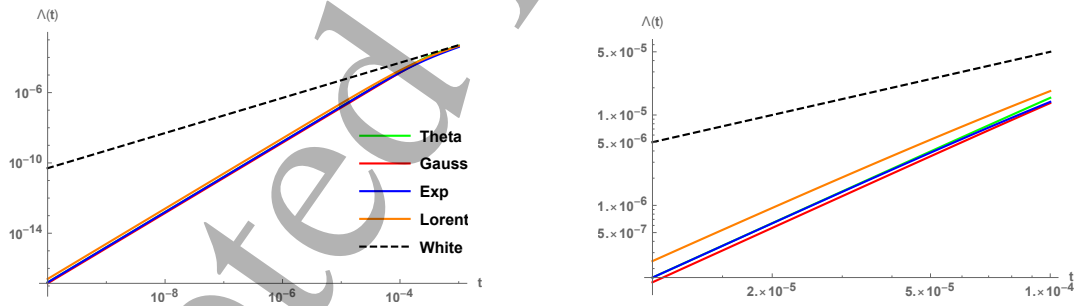 Λ(t)
10⁻⁶
10⁻¹⁰
10⁻¹⁴
10⁻⁸
10⁻⁶
10⁻⁴
t
Theta
Gauss
Exp
Lorent
White
Λ(t)
5.×10⁻⁵
1.×10⁻⁵
5.×10⁻⁶
1.×10⁻⁶
5.×10⁻⁷
2.×10⁻⁵
5.×10⁻⁵
1.×10⁻⁴
t